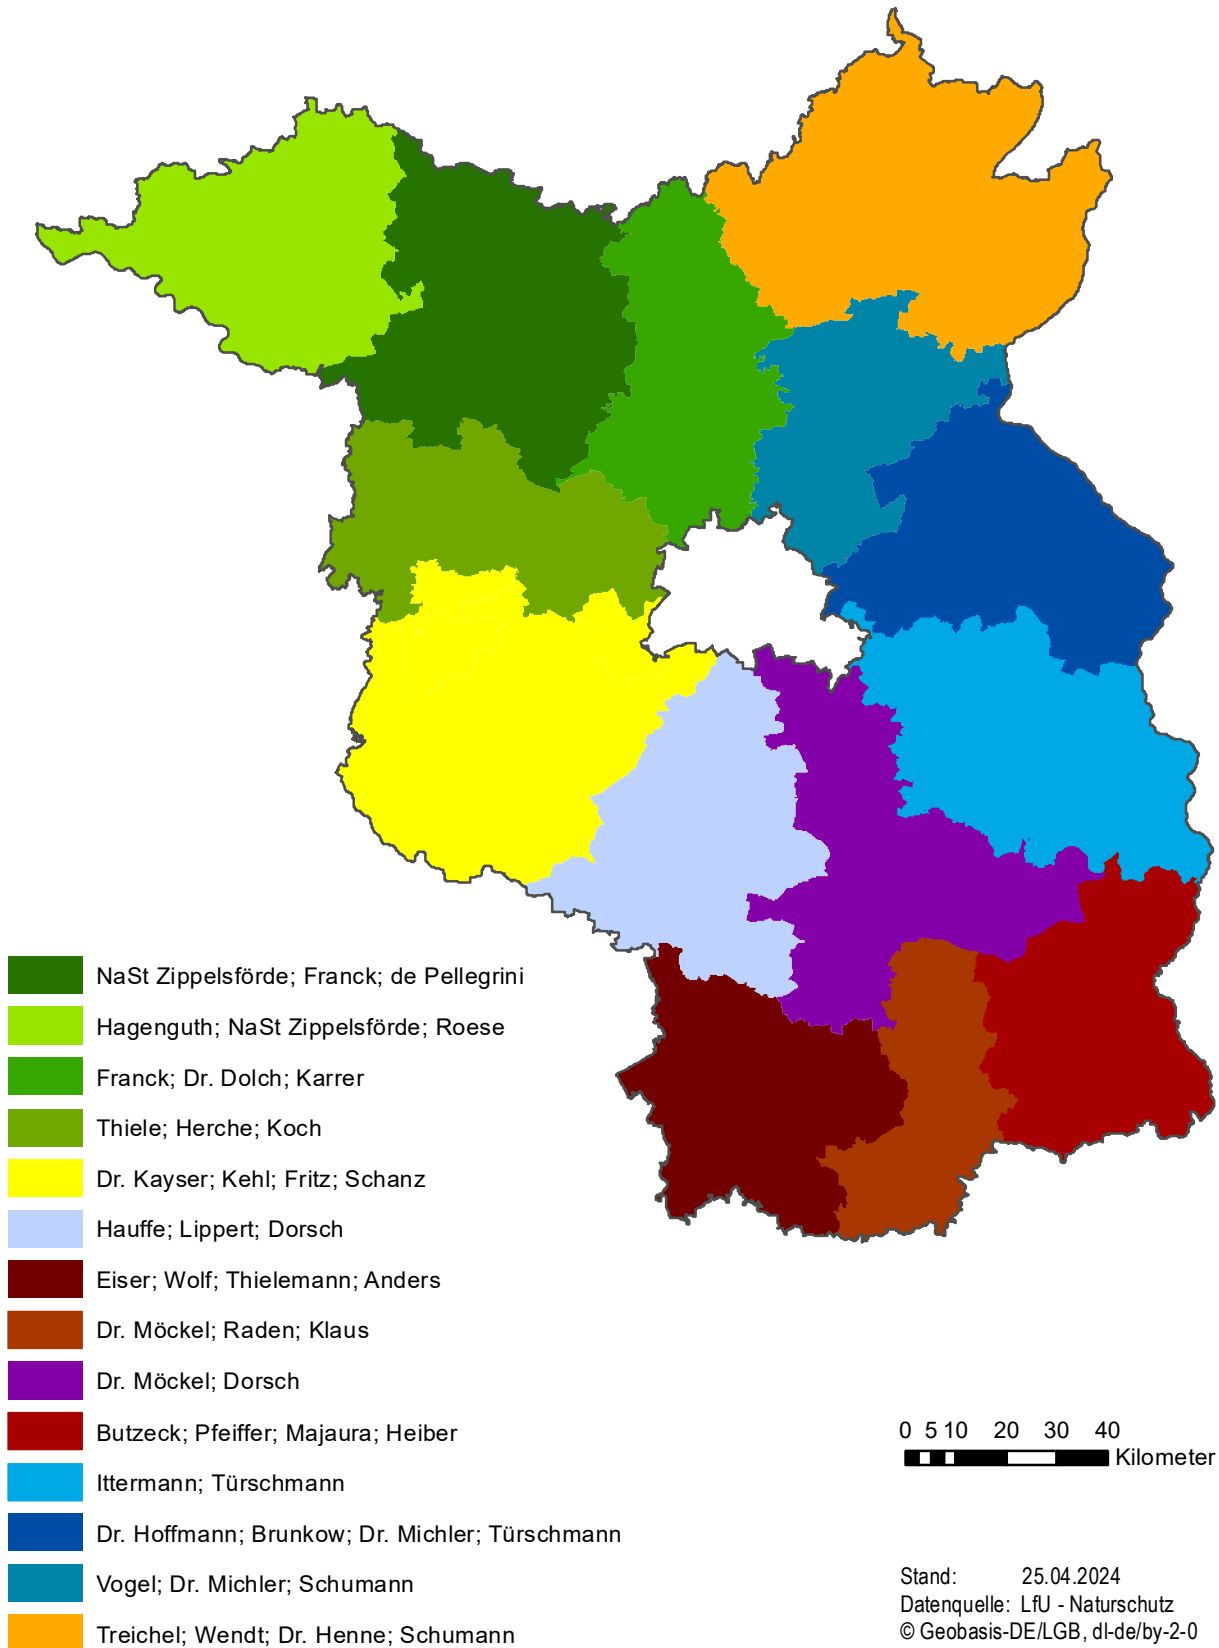 NaSt Zippelsförde; Franck; de Pellegrini
Hagenguth; NaSt Zippelsförde; Roese
Franck; Dr. Dolch; Karrer
Thiele; Herche; Koch
Dr. Kayser; Kehl; Fritz; Schanz
Hauffe; Lippert; Dorsch
Eiser; Wolf; Thielemann; Anders
Dr. Möckel; Raden; Klaus
Dr. Möckel; Dorsch
Butzeck; Pfeiffer; Majaura; Heiber
Ittermann; Türschmann
Dr. Hoffmann; Brunkow; Dr. Michler; Türschmann
Vogel; Dr. Michler; Schumann
Treichel; Wendt; Dr. Henne; Schumann
0 5 10 20 30 40
Kilometer
Stand: 25.04.2024
Datenquelle: LfU - Naturschutz
© Geobasis-DE/LGB, dl-de/by-2-0